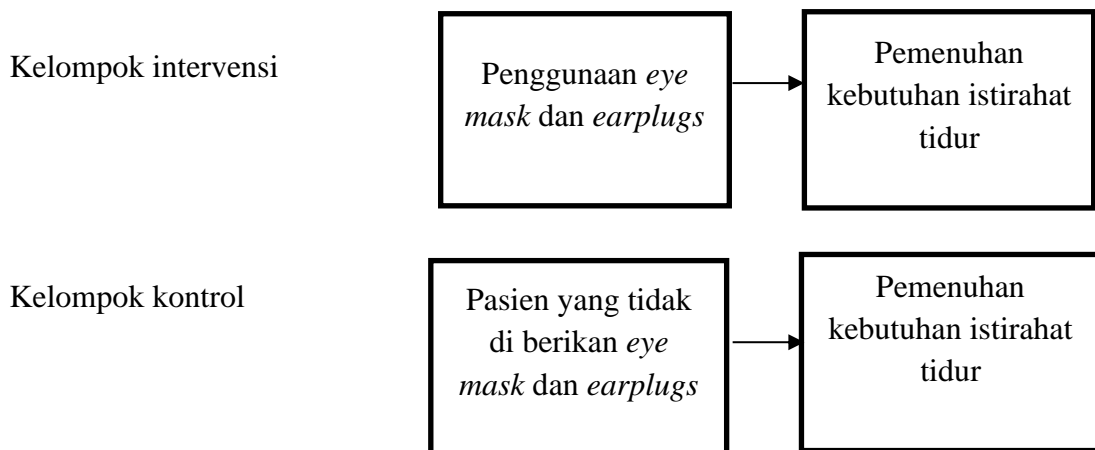 Kelompok intervensi
Penggunaan eye
mask dan earplugs
Pemenuhan
kebutuhan istirahat
tidur
Kelompok kontrol
Pasien yang tidak
di berikan eye
mask dan earplugs
Pemenuhan
kebutuhan istirahat
tidur